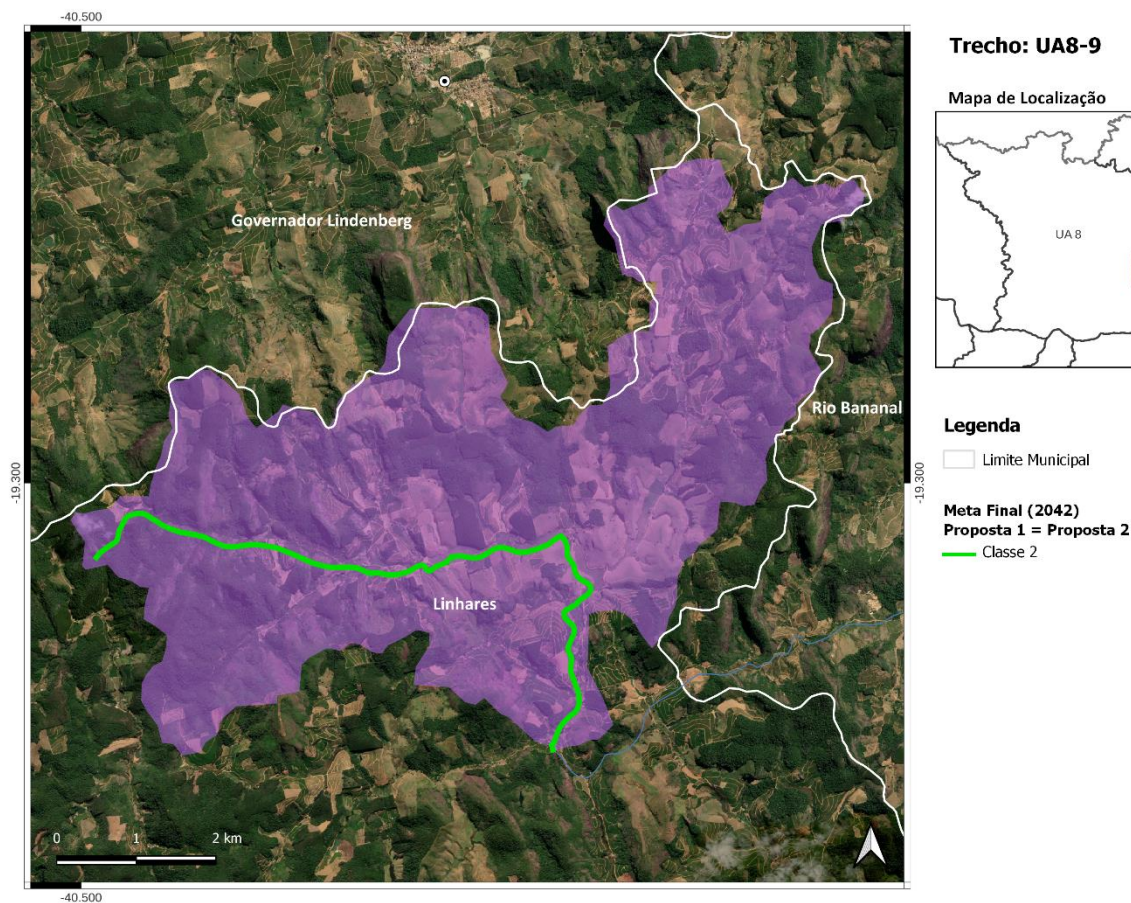 -40.500
Trecho: UA8-9
Mapa de Localização
UA 8
Governador Lindenberg
Rio Bananal
Legenda
Limite Municipal
-19.300
-19.300
Meta Final (2042)
Proposta 1 = Proposta 2
Classe 2
Linhares
0 1 2 km
-40.500